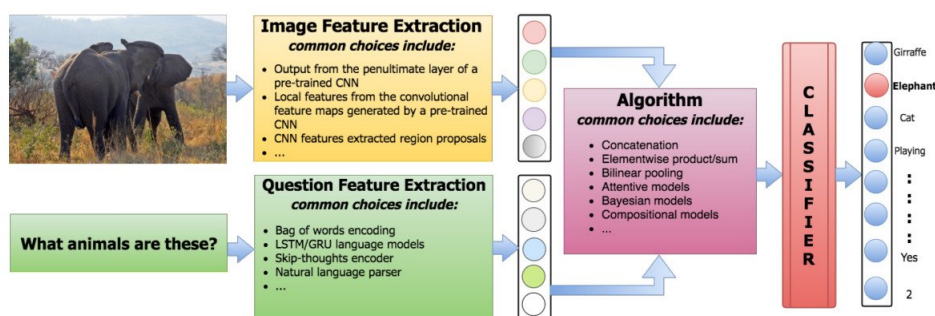 Image Feature Extraction
common choices include:
• Output from the penultimate layer of a
pre-trained CNN
• Local features from the convolutional
feature maps generated by a pre-trained
CNN
• CNN features extracted region proposals
• ...
What animals are these?
Question Feature Extraction
common choices include:
• Bag of words encoding
• LSTM/GRU language models
• Skip-thoughts encoder
• Natural language parser
• ...
Algorithm
common choices include:
• Concatenation
• Elementwise product/sum
• Bilinear pooling
• Attentive models
• Bayesian models
• Compositional models
• ...
CLASSIFIER
Girraffe
Elephant
Cat
Playing
Yes
2